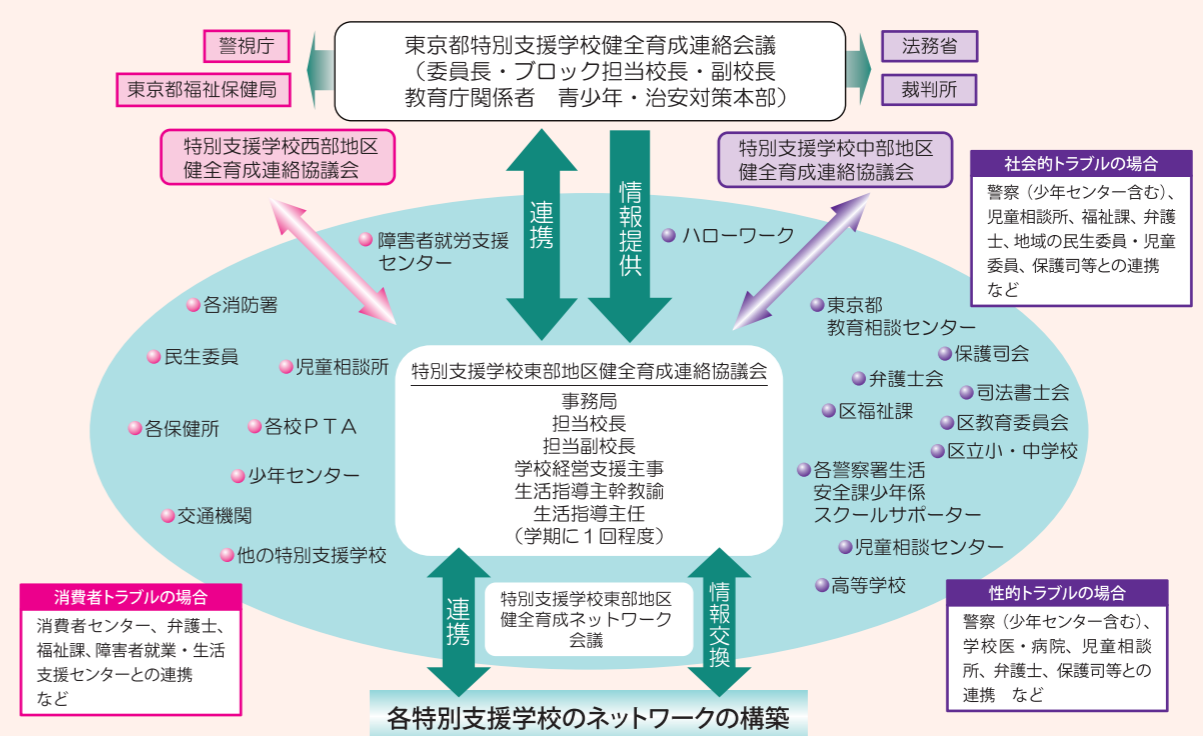 警視庁
東京都福祉保健局
東京都特別支援学校健全育成連絡会議
(委員長・ブロック担当校長・副校長
教育庁関係者　青少年・治安対策本部)
法務省
裁判所
特別支援学校西部地区
健全育成連絡協議会
特別支援学校中部地区
健全育成連絡協議会
社会的トラブルの場合
警察(少年センター含む)、
児童相談所、福祉課、弁護
士、地域の民生委員・児童
委員、保護司等との連携
など
連携
情報提供
障害者就労支援
センター
ハローワーク
各消防署
民生委員
児童相談所
各保健所
各校PTA
少年センター
交通機関
他の特別支援学校
特別支援学校東部地区健全育成連絡協議会
事務局
担当校長
担当副校長
学校経営支援主事
生活指導主幹教諭
生活指導主任
(学期に1回程度)
東京都
教育相談センター
保護司会
弁護士会
司法書士会
区福祉課
区教育委員会
区立小・中学校
各警察署生活
安全課少年係
スクールサポーター
児童相談センター
高等学校
消費者トラブルの場合
消費者センター、弁護士、
福祉課、障害者就業・生活
支援センターとの連携
など
連携
特別支援学校東部地区
健全育成ネットワーク
会議
情報交換
性的トラブルの場合
警察(少年センター含む)、
学校医・病院、児童相談
所、弁護士、保護司等との
連携　など
各特別支援学校のネットワークの構築